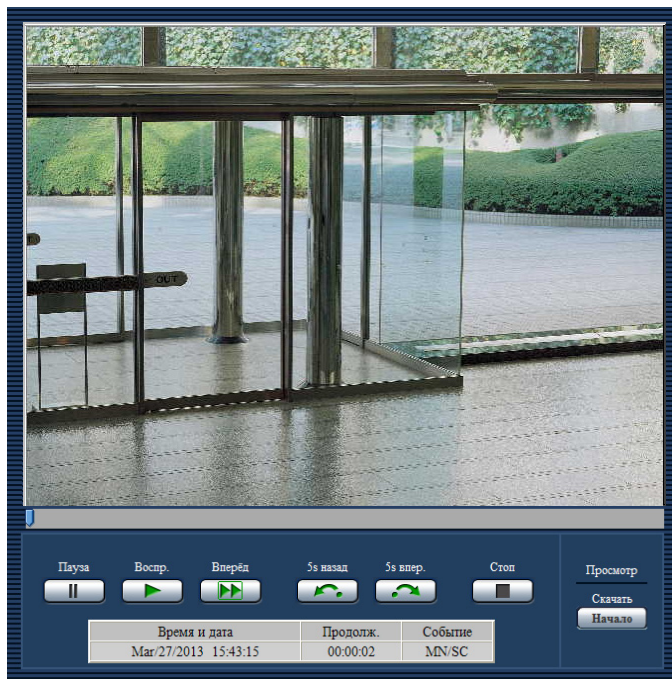 OUT
Пауза Воспр. Вперёд 5s назад 5s впер. Стоп
Просмотр
Скачать
Начало
Время и дата Продолж. Событие
Mar/27/2013 15:43:15 00:00:02 MN/SC